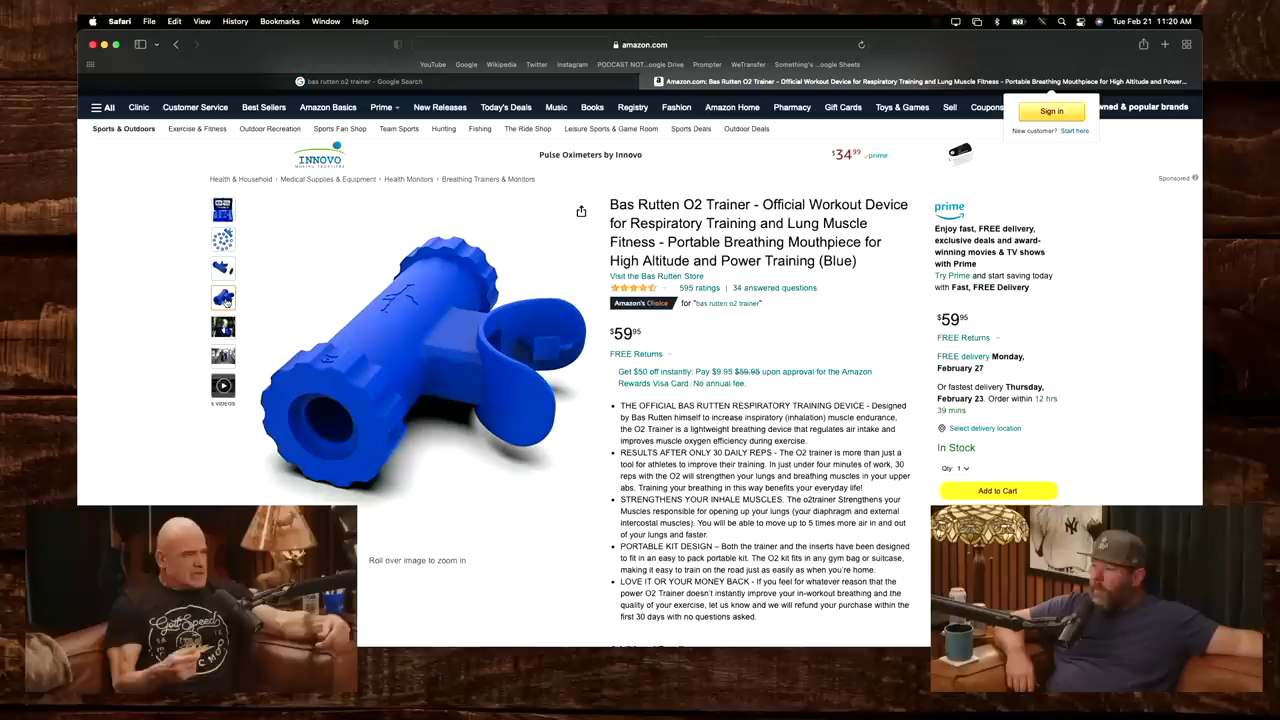 Safari File Edit View History Bookmarks Window Help
Tue Feb 21 11:20 AM
amazon.com
YouTube Google Wikipedia Twitter Instagram PODCAST NOT...oogle Drive Prompter WeTransfer Something's ...oogle Sheets
bas rutten o2 trainer - Google Search
Amazon.com: Bas Rutten O2 Trainer - Official Workout Device for Respiratory Training and Lung Muscle Fitness - Portable Breathing Mouthpiece for High Altitude and Power...
All Clinic Customer Service Best Sellers Amazon Basics Prime New Releases Today's Deals Music Books Registry Fashion Amazon Home Pharmacy Gift Cards Toys & Games Sell Coupons wned & popular brands
Sign in
New customer? Start here.
Sports & Outdoors Exercise & Fitness Outdoor Recreation Sports Fan Shop Team Sports Hunting Fishing The Ride Shop Leisure Sports & Game Room Sports Deals Outdoor Deals
INNOVO
Pulse Oximeters by Innovo
$34.99 prime
Sponsored
Health & Household › Medical Supplies & Equipment › Health Monitors › Breathing Trainers & Monitors
6 VIDEOS
Roll over image to zoom in
Bas Rutten O2 Trainer - Official Workout Device
for Respiratory Training and Lung Muscle
Fitness - Portable Breathing Mouthpiece for
High Altitude and Power Training (Blue)
Visit the Bas Rutten Store
595 ratings | 34 answered questions
Amazon's Choice for "bas rutten o2 trainer"
$59.95
FREE Returns
Get $50 off instantly: Pay $9.95 $59.95 upon approval for the Amazon
Rewards Visa Card. No annual fee.
• THE OFFICIAL BAS RUTTEN RESPIRATORY TRAINING DEVICE - Designed
by Bas Rutten himself to increase inspiratory (inhalation) muscle endurance,
the O2 Trainer is a lightweight breathing device that regulates air intake and
improves muscle oxygen efficiency during exercise.
• RESULTS AFTER ONLY 30 DAILY REPS - The O2 trainer is more than just a
tool for athletes to improve their training. In just under four minutes of work, 30
reps with the O2 will strengthen your lungs and breathing muscles in your upper
abs. Training your breathing in this way benefits your everyday life!
• STRENGTHENS YOUR INHALE MUSCLES. The o2trainer Strengthens your
Muscles responsible for opening up your lungs (your diaphragm and external
intercostal muscles). You will be able to move up to 5 times more air in and out
of your lungs and faster.
• PORTABLE KIT DESIGN – Both the trainer and the inserts have been designed
to fit in an easy to pack portable kit. The O2 kit fits in any gym bag or suitcase,
making it easy to train on the road just as easily as when you're home.
• LOVE IT OR YOUR MONEY BACK - If you feel for whatever reason that the
power O2 Trainer doesn't instantly improve your in-workout breathing and the
quality of your exercise, let us know and we will refund your purchase within the
first 30 days with no questions asked.
prime
Enjoy fast, FREE delivery,
exclusive deals and award-
winning movies & TV shows
with Prime
Try Prime and start saving today
with Fast, FREE Delivery
$59.95
FREE Returns
FREE delivery Monday,
February 27
Or fastest delivery Thursday,
February 23. Order within 12 hrs
39 mins
Select delivery location
In Stock
Qty: 1
Add to Cart